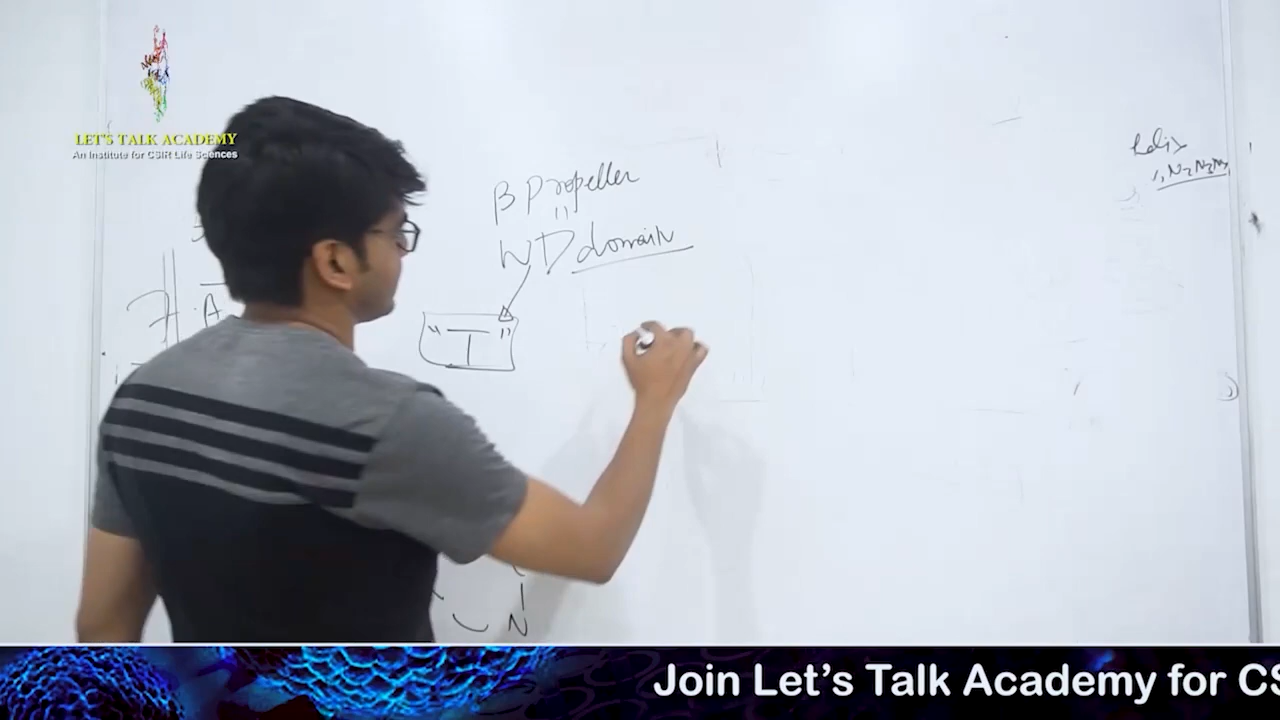 LET'S TALK ACADEMY
An Institute for CSIR Life Sciences
β Propeller
WD domain
A
N
Join Let's Talk Academy for CS